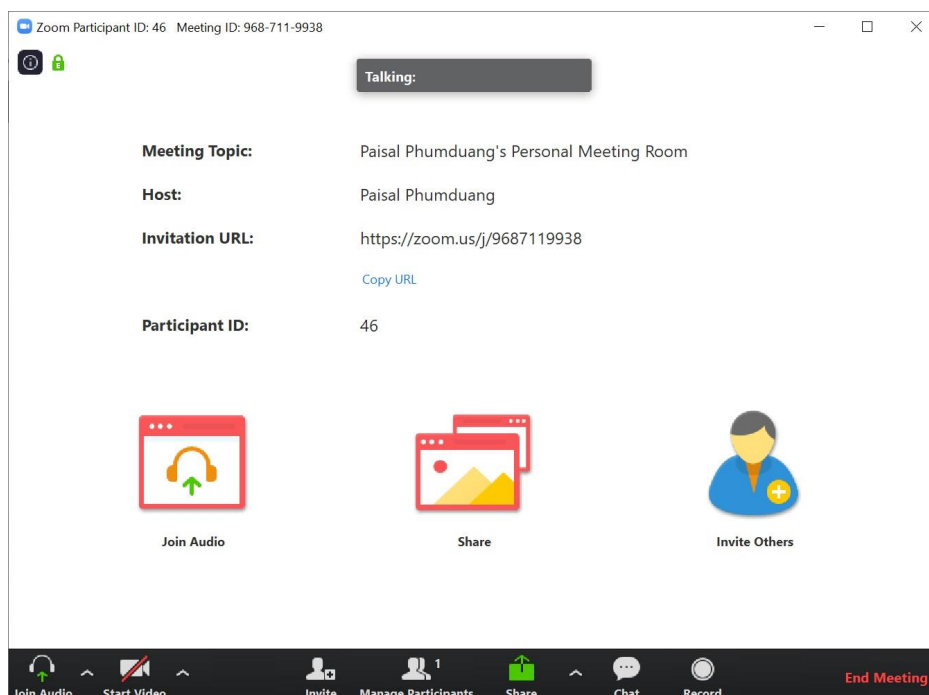 Zoom Participant ID: 46 Meeting ID: 968-711-9938
Talking:
Meeting Topic: Paisal Phumduang's Personal Meeting Room
Host: Paisal Phumduang
Invitation URL: https://zoom.us/j/9687119938
Copy URL
Participant ID: 46
Join Audio Share Invite Others
1
Join Audio Start Video Invite Manage Participants Share Chat Record End Meeting